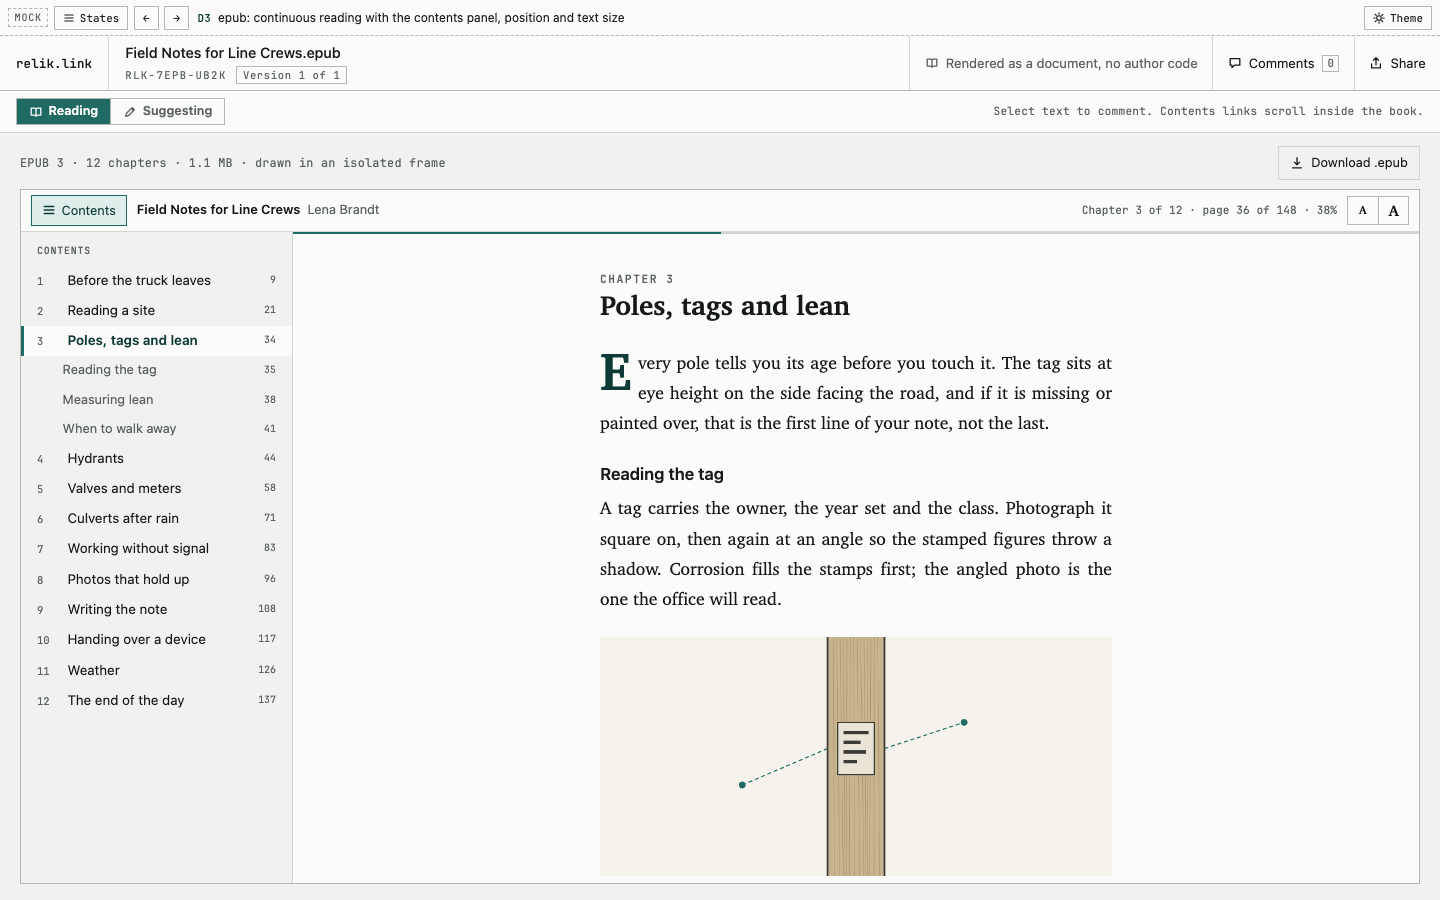 MOCK States ← → D3 epub: continuous reading with the contents panel, position and text size Theme
relik.link
Field Notes for Line Crews.epub
RLK-7EPB-UB2K Version 1 of 1
Rendered as a document, no author code
Comments 0
Share
Reading Suggesting
Select text to comment. Contents links scroll inside the book.
EPUB 3 · 12 chapters · 1.1 MB · drawn in an isolated frame
Download .epub
Contents Field Notes for Line Crews Lena Brandt
Chapter 3 of 12 · page 36 of 148 · 38% A A
CONTENTS
1 Before the truck leaves 9
2 Reading a site 21
3 Poles, tags and lean 34
Reading the tag 35
Measuring lean 38
When to walk away 41
4 Hydrants 44
5 Valves and meters 58
6 Culverts after rain 71
7 Working without signal 83
8 Photos that hold up 96
9 Writing the note 108
10 Handing over a device 117
11 Weather 126
12 The end of the day 137
CHAPTER 3
Poles, tags and lean
Every pole tells you its age before you touch it. The tag sits at
eye height on the side facing the road, and if it is missing or
painted over, that is the first line of your note, not the last.
Reading the tag
A tag carries the owner, the year set and the class. Photograph it
square on, then again at an angle so the stamped figures throw a
shadow. Corrosion fills the stamps first; the angled photo is the
one the office will read.